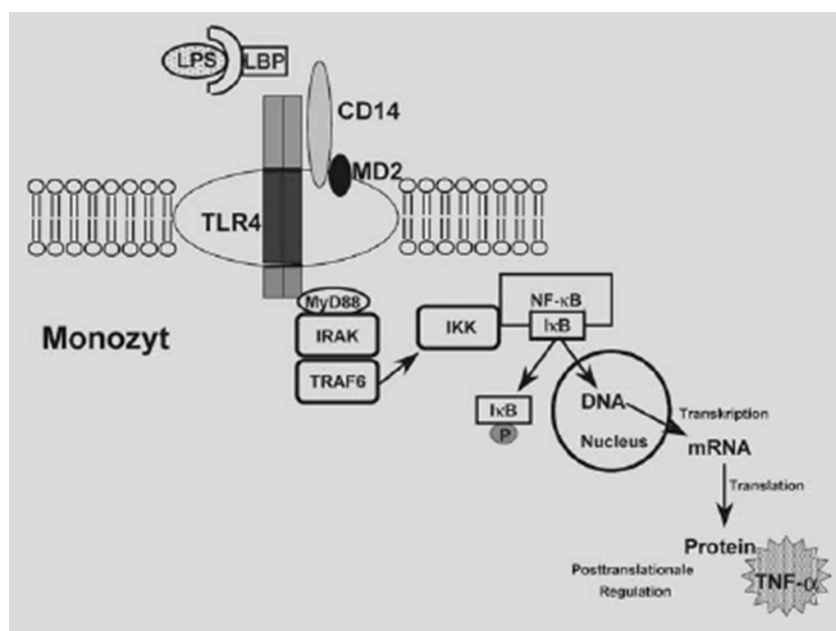 LPS
LBP
CD14
MD2
TLR4
MyD88
IRAK
TRAF6
Monozyt
IKK
NF-κB
IκB
IκB
P
DNA
Nucleus
Transkription
mRNA
Translation
Protein
Posttranslationale
Regulation
TNF-α